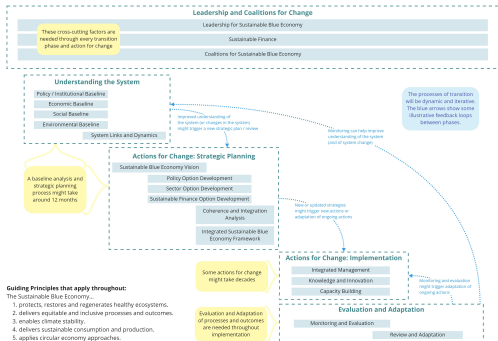 Leadership and Coalitions for Change
These cross-cutting factors are
needed through every transition
phase and action for change
Leadership for Sustainable Blue Economy
Sustainable Finance
Coalitions for Sustainable Blue Economy
Understanding the System
Policy / Institutional Baseline
Economic Baseline
Social Baseline
Environmental Baseline
System Links and Dynamics
Improved understanding of
the system (or changes in the system)
might trigger a new strategic plan / review
Monitoring can help improve
understanding of the system
(and of system change)
The processes of transition
will be dynamic and iterative.
The blue arrows show some
illustrative feedback loops
between phases.
A baseline analysis and
strategic planning
process might take
around 12 months
Actions for Change: Strategic Planning
Sustainable Blue Economy Vision
Policy Option Development
Sector Option Development
Sustainable Finance Option Development
Coherence and Integration
Analysis
Integrated Sustainable Blue
Economy Framework
New or updated strategies
might trigger new actions or
adaptation of ongoing actions
Some actions for change
might take decades
Actions for Change: Implementation
Integrated Management
Knowledge and Innovation
Capacity Building
Monitoring and evaluation
might trigger adaptation of
ongoing actions
Evaluation and Adaptation
of processes and outcomes
are needed throughout
implementation
Evaluation and Adaptation
Monitoring and Evaluation
Review and Adaptation
Guiding Principles that apply throughout:
The Sustainable Blue Economy...
1. protects, restores and regenerates healthy ecosystems.
2. delivers equitable and inclusive processes and outcomes.
3. enables climate stability.
4. delivers sustainable consumption and production.
5. applies circular economy approaches.